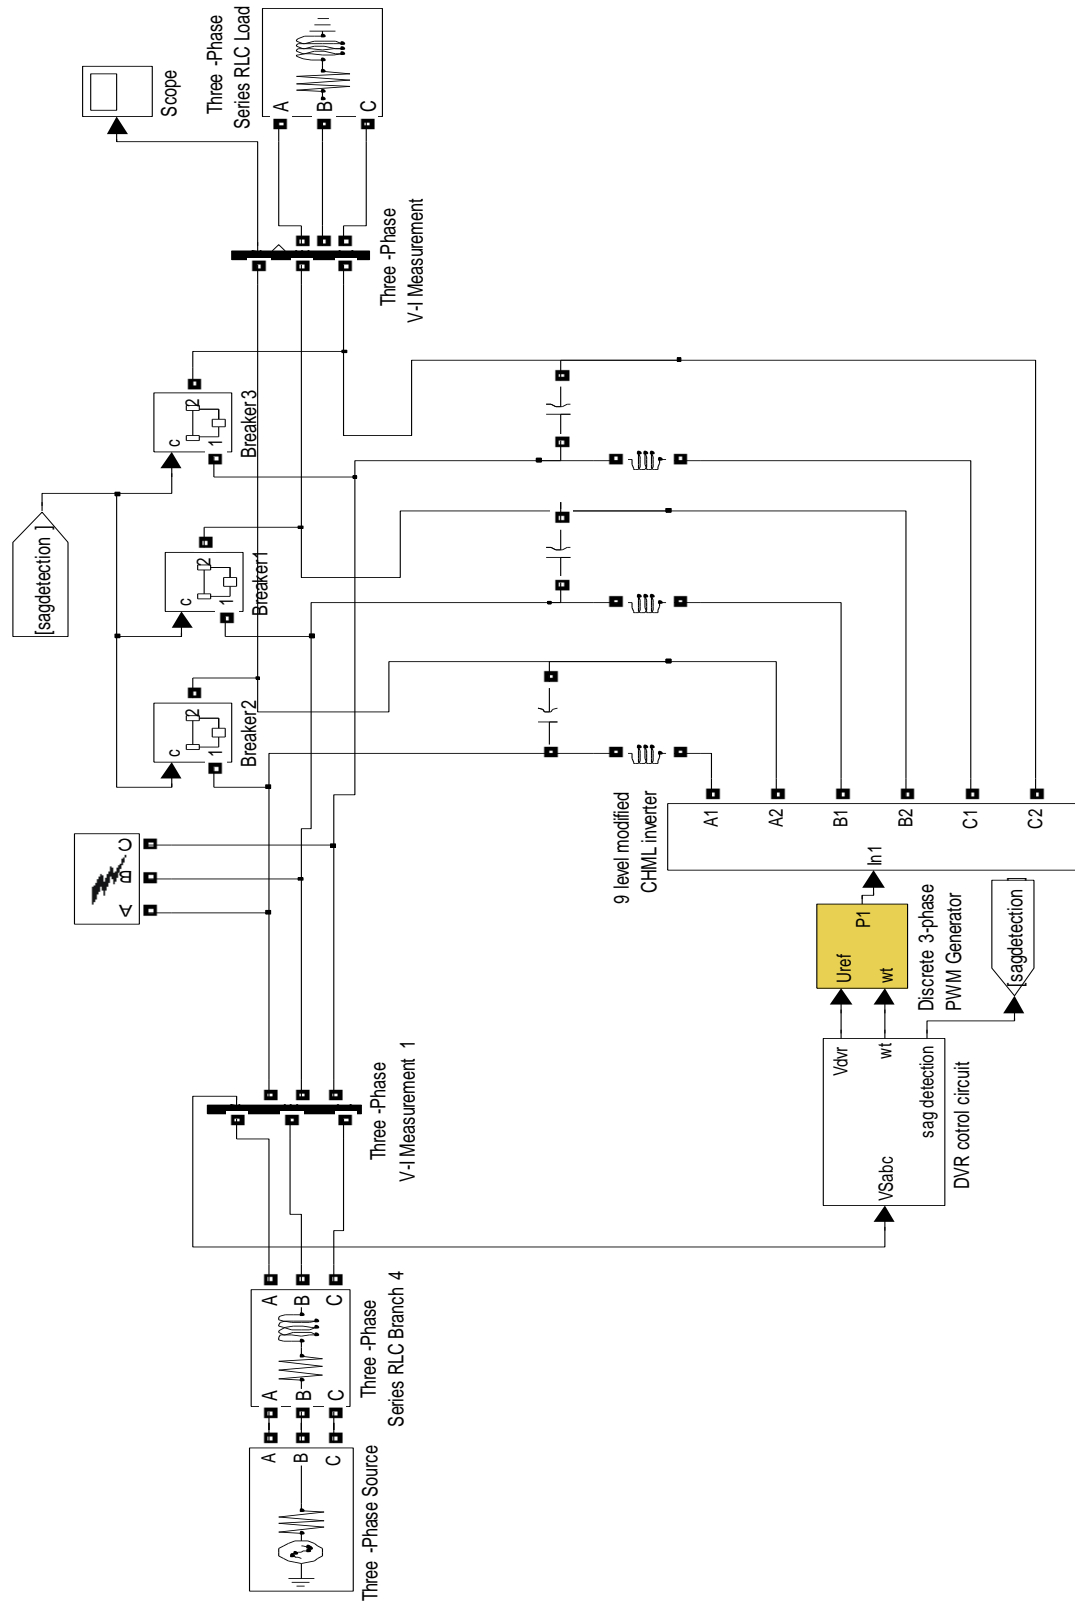 Three -Phase Source
A
B
C
Three -Phase
Series RLC Branch 4
A
B
C
A
B
C
Three -Phase
V-I Measurement 1
A
B
C
[sagdetection ]
Breaker2
c
1
2
Breaker1
c
1
2
Breaker 3
c
1
2
Three -Phase
V-I Measurement
Scope
Three -Phase
Series RLC Load
A
B
C
DVR cotrol circuit
VSabc
Vdvr
wt
sag detection
Discrete 3-phase
PWM Generator
Uref
wt
P1
[sagdetection]
9 level modified
CHML inverter
In1
A1
A2
B1
B2
C1
C2